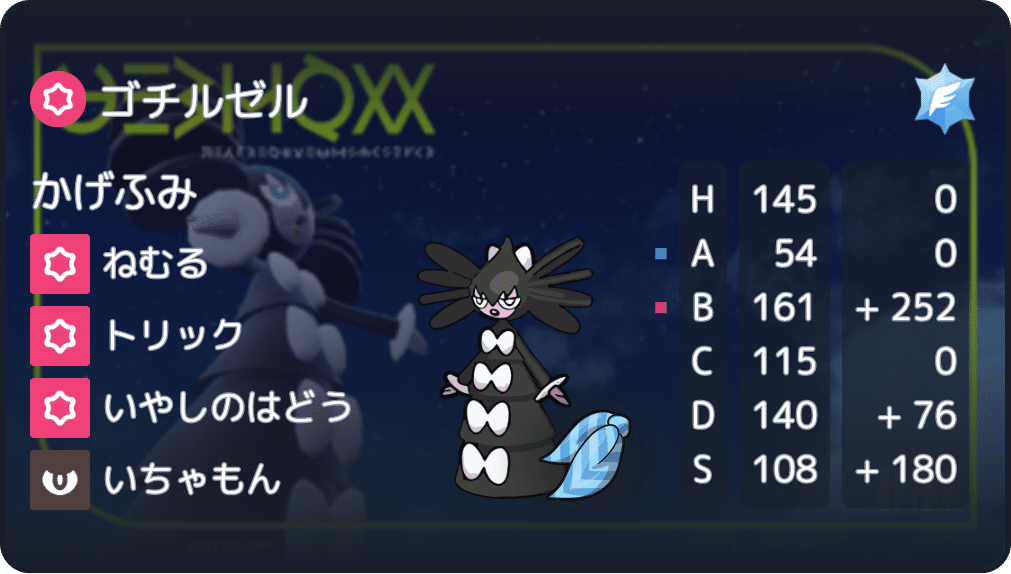 ゴチルゼル
かげふみ
ねむる
トリック
いやしのはどう
いちゃもん
H 145 0
A 54 0
B 161 + 252
C 115 0
D 140 + 76
S 108 + 180